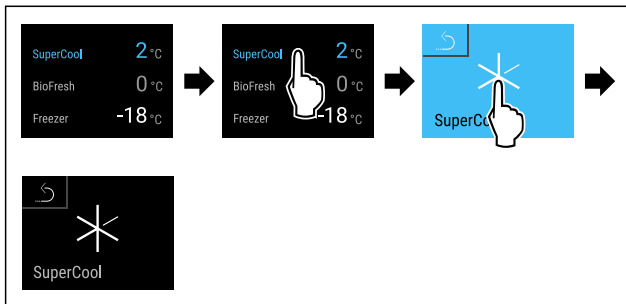 SuperCool 2 °C
BioFresh 0 °C
Freezer -18 °C
SuperCool 2 °C
BioFresh 0 °C
Freezer -18 °C
SuperCo
SuperCool